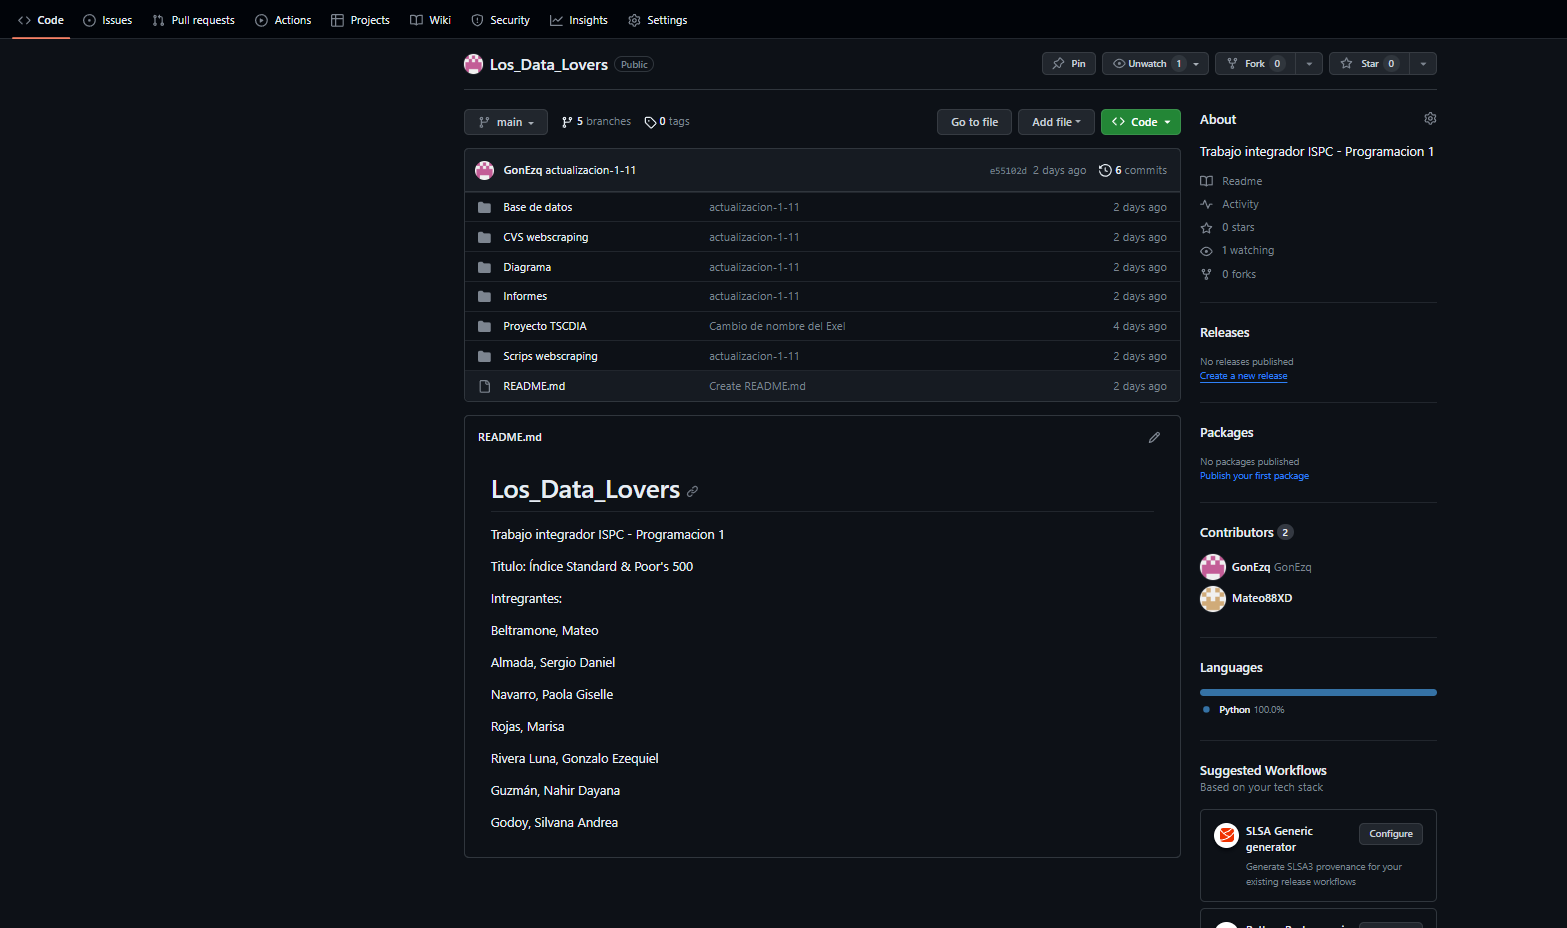 Code Issues Pull requests Actions Projects Wiki Security Insights Settings
Los_Data_Lovers Public
Pin Unwatch 1 Fork 0 Star 0
main 5 branches 0 tags Go to file Add file Code
GonEzq actualizacion-1-11 e55102d 2 days ago 6 commits
Base de datos actualizacion-1-11 2 days ago
CVS webscraping actualizacion-1-11 2 days ago
Diagrama actualizacion-1-11 2 days ago
Informes actualizacion-1-11 2 days ago
Proyecto TSCDIA Cambio de nombre del Exel 4 days ago
Scrips webscraping actualizacion-1-11 2 days ago
README.md Create README.md 2 days ago
README.md
Los_Data_Lovers
Trabajo integrador ISPC - Programacion 1
Titulo: Índice Standard & Poor's 500
Intregrantes:
Beltramone, Mateo
Almada, Sergio Daniel
Navarro, Paola Giselle
Rojas, Marisa
Rivera Luna, Gonzalo Ezequiel
Guzmán, Nahir Dayana
Godoy, Silvana Andrea
About
Trabajo integrador ISPC - Programacion 1
Readme
Activity
0 stars
1 watching
0 forks
Releases
No releases published
Create a new release
Packages
No packages published
Publish your first package
Contributors 2
GonEzq GonEzq
Mateo88XD
Languages
Python 100.0%
Suggested Workflows
Based on your tech stack
SLSA Generic
generator
Configure
Generate SLSA3 provenance for your
existing release workflows